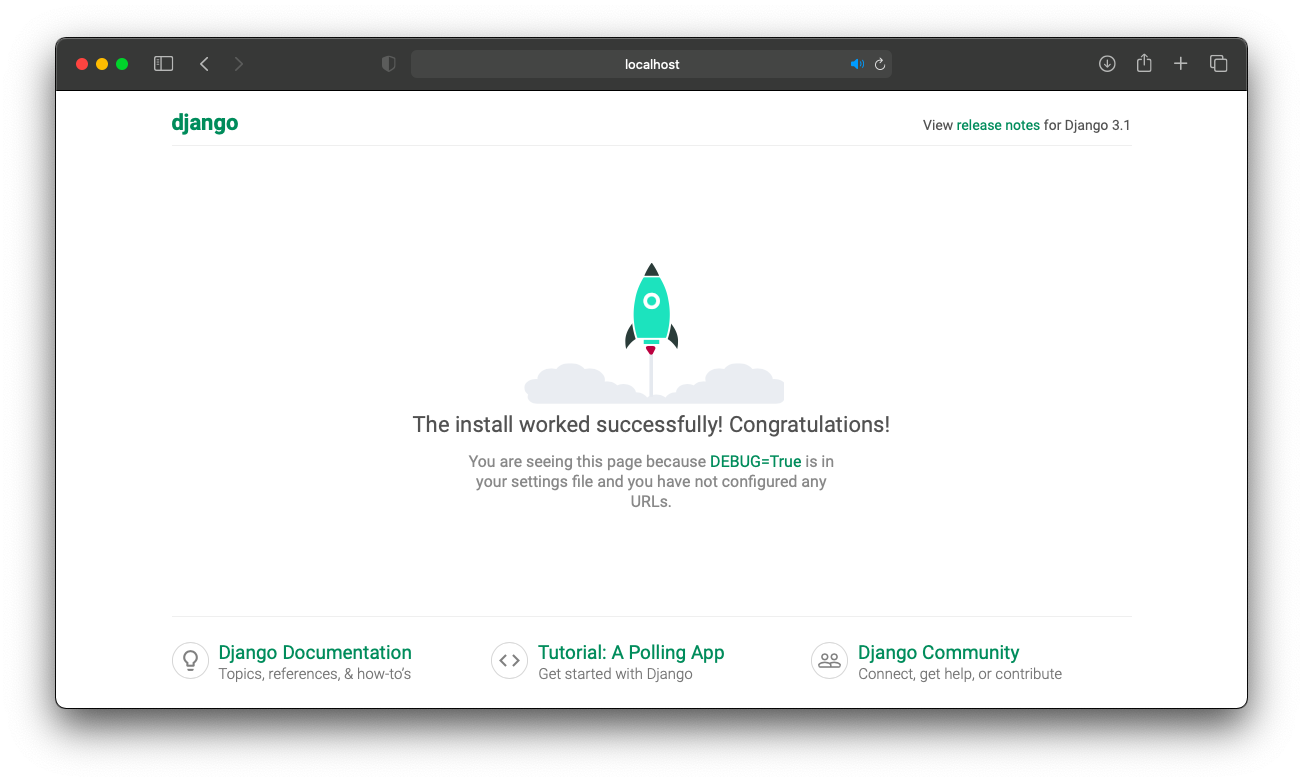 localhost
django
View release notes for Django 3.1
The install worked successfully! Congratulations!
You are seeing this page because DEBUG=True is in
your settings file and you have not configured any
URLs.
Django Documentation
Topics, references, & how-to’s
Tutorial: A Polling App
Get started with Django
Django Community
Connect, get help, or contribute